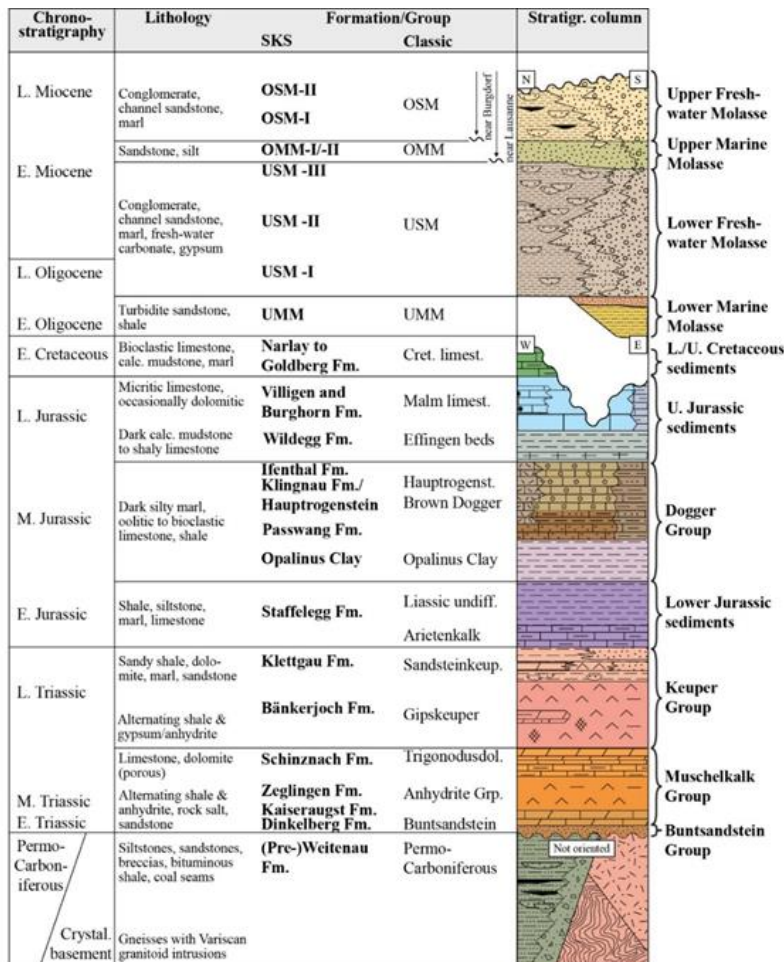 Chrono-
stratigraphy
Lithology
Formation/Group
SKS
Classic
Stratigr. column
L. Miocene
Conglomerate,
channel sandstone,
marl
OSM-II
OSM-I
OSM
near Burgdorf
near Lausanne
N
S
Upper Fresh-
water Molasse
Sandstone, silt
OMM-I/-II
OMM
Upper Marine
Molasse
E. Miocene
Conglomerate,
channel sandstone,
marl, fresh-water
carbonate, gypsum
USM -III
USM -II
USM -I
USM
Lower Fresh-
water Molasse
L. Oligocene
E. Oligocene
Turbidite sandstone,
shale
UMM
UMM
Lower Marine
Molasse
E. Cretaceous
Bioclastic limestone,
calc. mudstone, marl
Narlay to
Goldberg Fm.
Cret. limest.
W
E
L./U. Cretaceous
sediments
L. Jurassic
Micritic limestone,
occasionally dolomitic
Villigen and
Burghorn Fm.
Malm limest.
Dark calc. mudstone
to shaly limestone
Wildegg Fm.
Effingen beds
U. Jurassic
sediments
M. Jurassic
Dark silty marl,
oolitic to bioclastic
limestone, shale
Ifenthal Fm.
Klingnau Fm./
Hauptrogenstein
Passwang Fm.
Opalinus Clay
Hauptrogenst.
Brown Dogger
Opalinus Clay
Dogger
Group
E. Jurassic
Shale, siltstone,
marl, limestone
Staffelegg Fm.
Liassic undiff.
Arietenkalk
Lower Jurassic
sediments
L. Triassic
Sandy shale, dolo-
mite, marl, sandstone
Klettgau Fm.
Sandsteinkeup.
Alternating shale &
gypsum/anhydrite
Bänkerjoch Fm.
Gipskeuper
Keuper
Group
Limestone, dolomite
(porous)
Schinznach Fm.
Trigonodusdol.
M. Triassic
E. Triassic
Alternating shale &
anhydrite, rock salt,
sandstone
Zeglingen Fm.
Kaiseraugst Fm.
Dinkelberg Fm.
Anhydrite Grp.
Buntsandstein
Muschelkalk
Group
Buntsandstein
Group
Permo-
Carbon-
iferous
Siltstones, sandstones,
breccias, bituminous
shale, coal seams
(Pre-)Weitenau
Fm.
Permo-
Carboniferous
Not oriented
Crystal.
basement
Gneisses with Variscan
granitoid intrusions